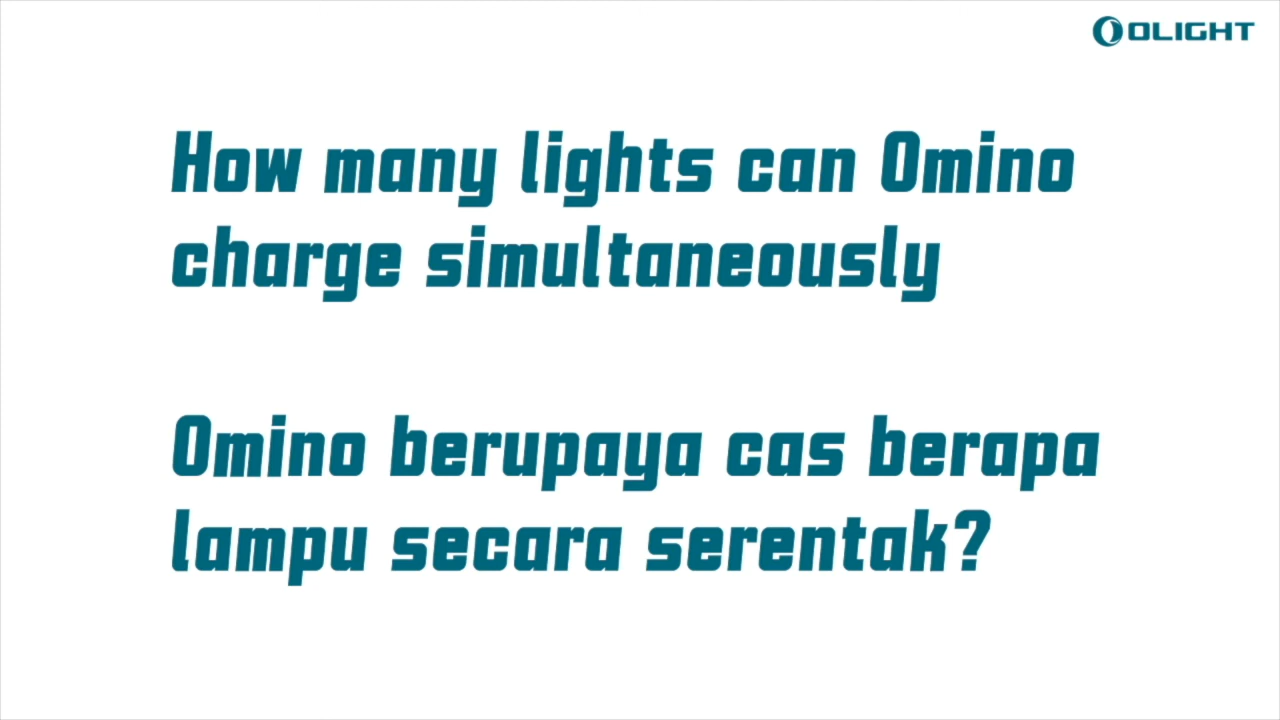 OLIGHT
How many lights can Omino
charge simultaneously
Omino berupaya cas berapa
lampu secara serentak?